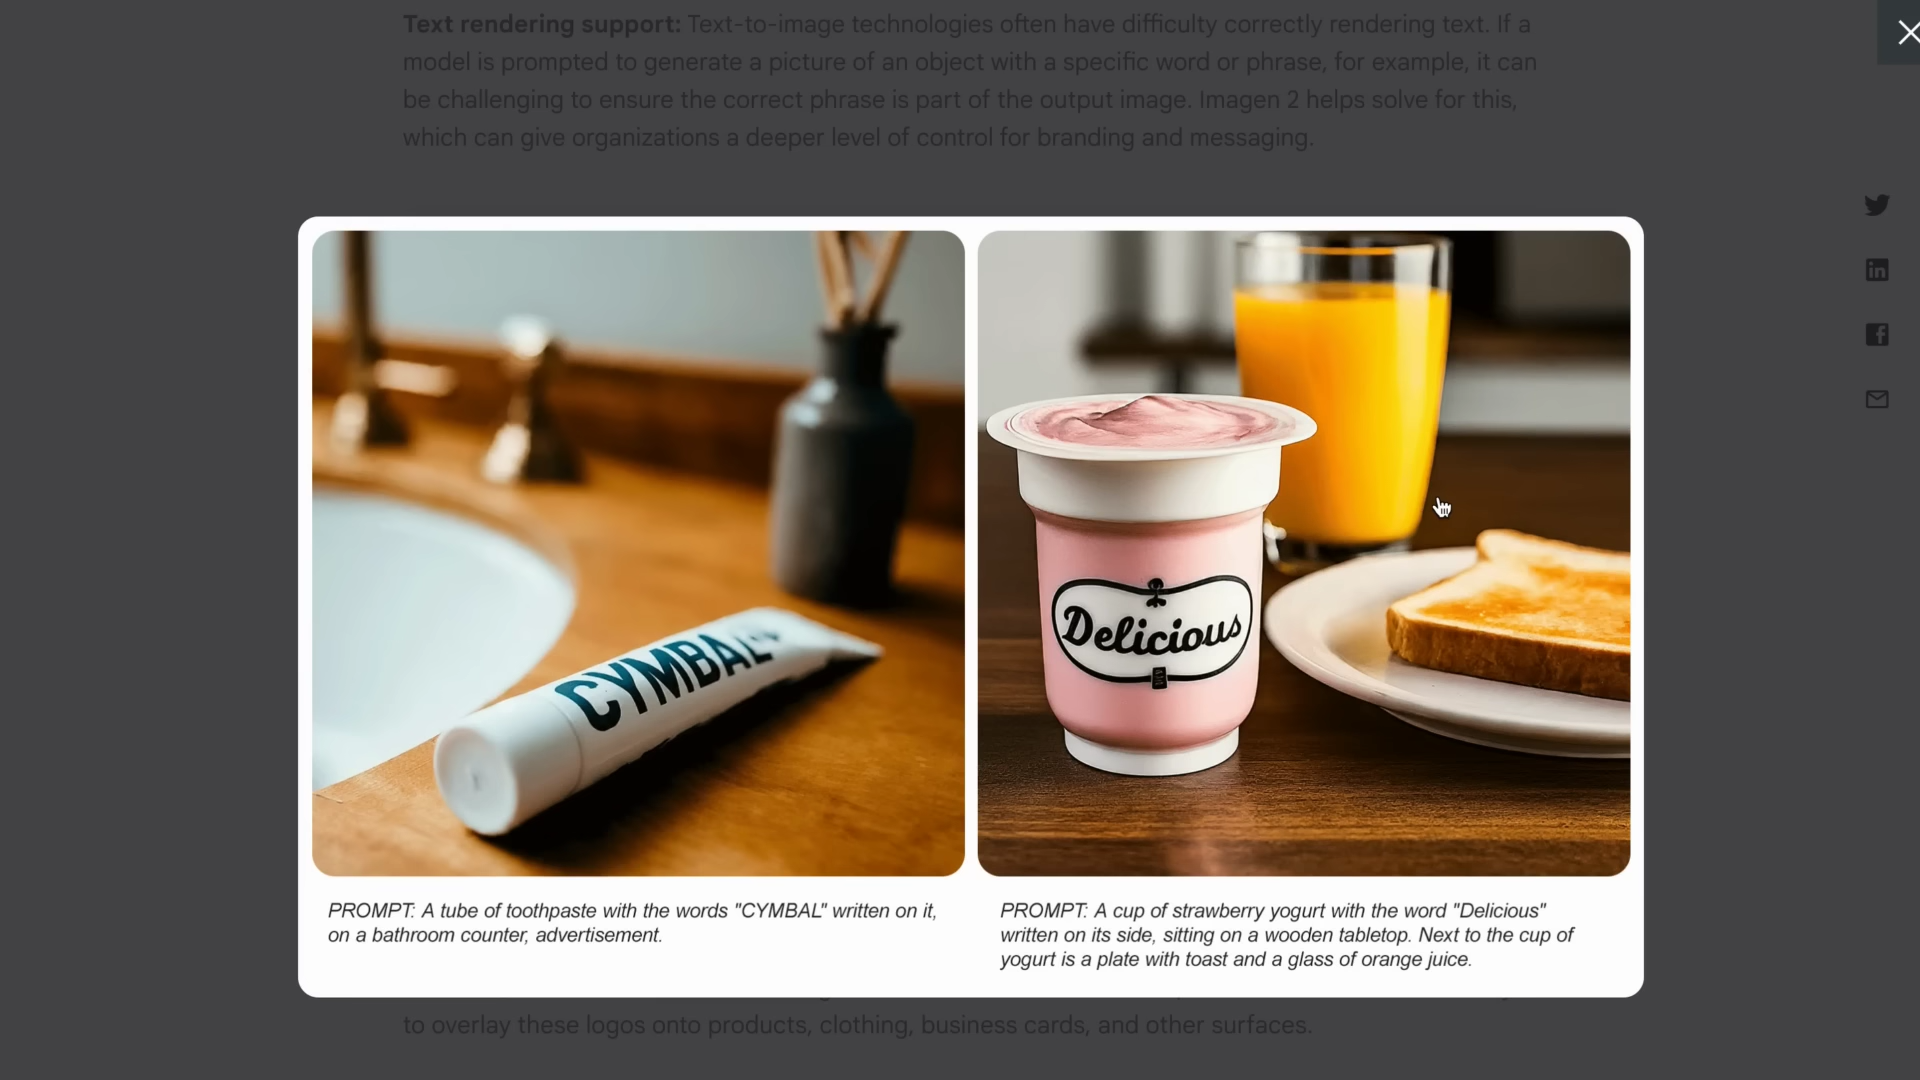 Text rendering support: Text-to-image technologies often have difficulty correctly rendering text. If a
model is prompted to generate a picture of an object with a specific word or phrase, for example, it can
be challenging to ensure the correct phrase is part of the output image. Imagen 2 helps solve for this,
which can give organizations a deeper level of control for branding and messaging.
CYMBAL
Delicious
PROMPT: A tube of toothpaste with the words "CYMBAL" written on it,
on a bathroom counter, advertisement.
PROMPT: A cup of strawberry yogurt with the word "Delicious"
written on its side, sitting on a wooden tabletop. Next to the cup of
yogurt is a plate with toast and a glass of orange juice.
to overlay these logos onto products, clothing, business cards, and other surfaces.